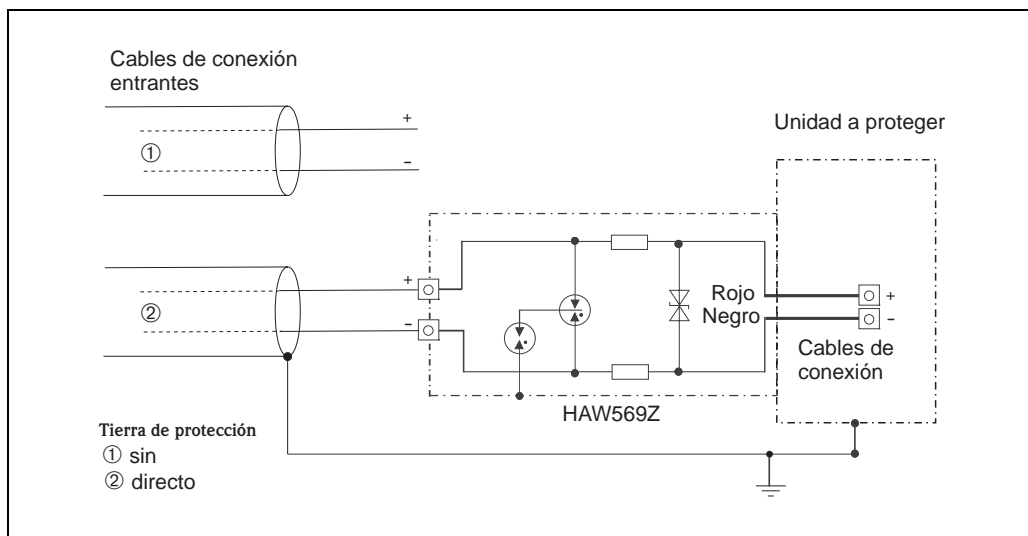 Cables de conexión
entrantes
+
①
−
Unidad a proteger
+
②
−
Rojo
Negro
+
−
Cables de
conexión
HAW569Z
Tierra de protección
① sin
② directo